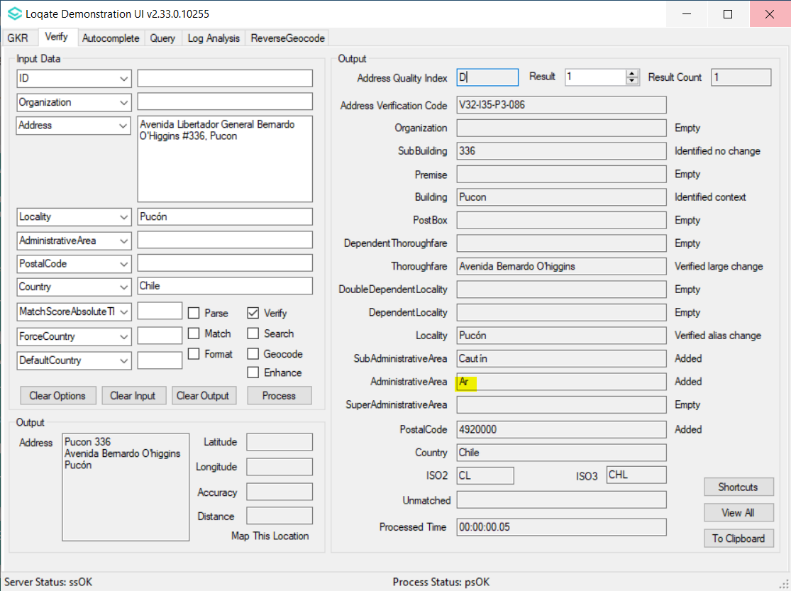 Loqate Demonstration UI v2.33.0.10255
GKR Verify Autocomplete Query Log Analysis ReverseGeocode
Input Data
ID
Organization
Address Avenida Libertador General Bernardo
O'Higgins #336, Pucon
Locality Pucón
AdministrativeArea
PostalCode
Country Chile
MatchScoreAbsoluteTl Parse Verify
ForceCountry Match Search
DefaultCountry Format Geocode
Enhance
Clear Options Clear Input Clear Output Process
Output
Address Pucon 336
Avenida Bernardo O'higgins
Pucón
Latitude
Longitude
Accuracy
Distance
Map This Location
Output
Address Quality Index D Result 1 Result Count 1
Address Verification Code V32-I35-P3-086
Organization Empty
SubBuilding 336 Identified no change
Premise Empty
Building Pucon Identified context
PostBox Empty
DependentThoroughfare Empty
Thoroughfare Avenida Bernardo O'higgins Verified large change
DoubleDependentLocality Empty
DependentLocality Empty
Locality Pucón Verified alias change
SubAdministrativeArea Cautín Added
AdministrativeArea Ar Added
SuperAdministrativeArea Empty
PostalCode 4920000 Added
Country Chile
ISO2 CL ISO3 CHL
Unmatched
Processed Time 00:00:00.05
Shortcuts
View All
To Clipboard
Server Status: ssOK Process Status: psOK